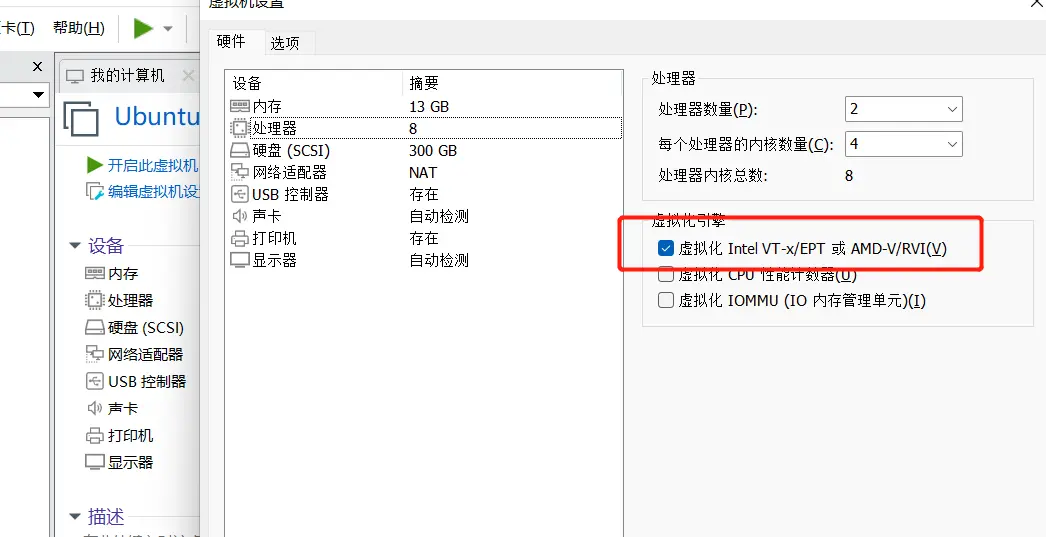 虚拟机设置
卡(T) 帮助(H)
硬件 选项
我的计算机
Ubuntu
开启此虚拟机
编辑虚拟机设
设备
内存
处理器
硬盘 (SCSI)
网络适配器
USB 控制器
声卡
打印机
显示器
描述
设备 摘要
内存 13 GB
处理器 8
硬盘 (SCSI) 300 GB
网络适配器 NAT
USB 控制器 存在
声卡 自动检测
打印机 存在
显示器 自动检测
处理器
处理器数量(P): 2
每个处理器的内核数量(C): 4
处理器内核总数: 8
虚拟化引擎
虚拟化 Intel VT-x/EPT 或 AMD-V/RVI(V)
虚拟化 CPU 性能计数器(U)
虚拟化 IOMMU (IO 内存管理单元)(I)